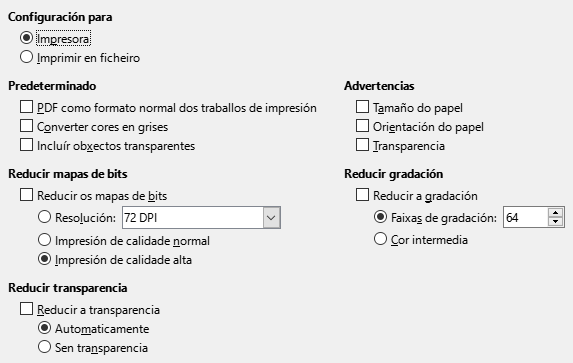 Configuración para
Impresora
Imprimir en ficheiro
Predeterminado
PDF como formato normal dos traballos de impresión
Converter cores en grises
Incluír obxectos transparentes
Advertencias
Tamaño do papel
Orientación do papel
Transparencia
Reducir mapas de bits
Reducir os mapas de bits
Resolución: 72 DPI
Impresión de calidade normal
Impresión de calidade alta
Reducir gradación
Reducir a gradación
Faixas de gradación: 64
Cor intermedia
Reducir transparencia
Reducir a transparencia
Automaticamente
Sen transparencia